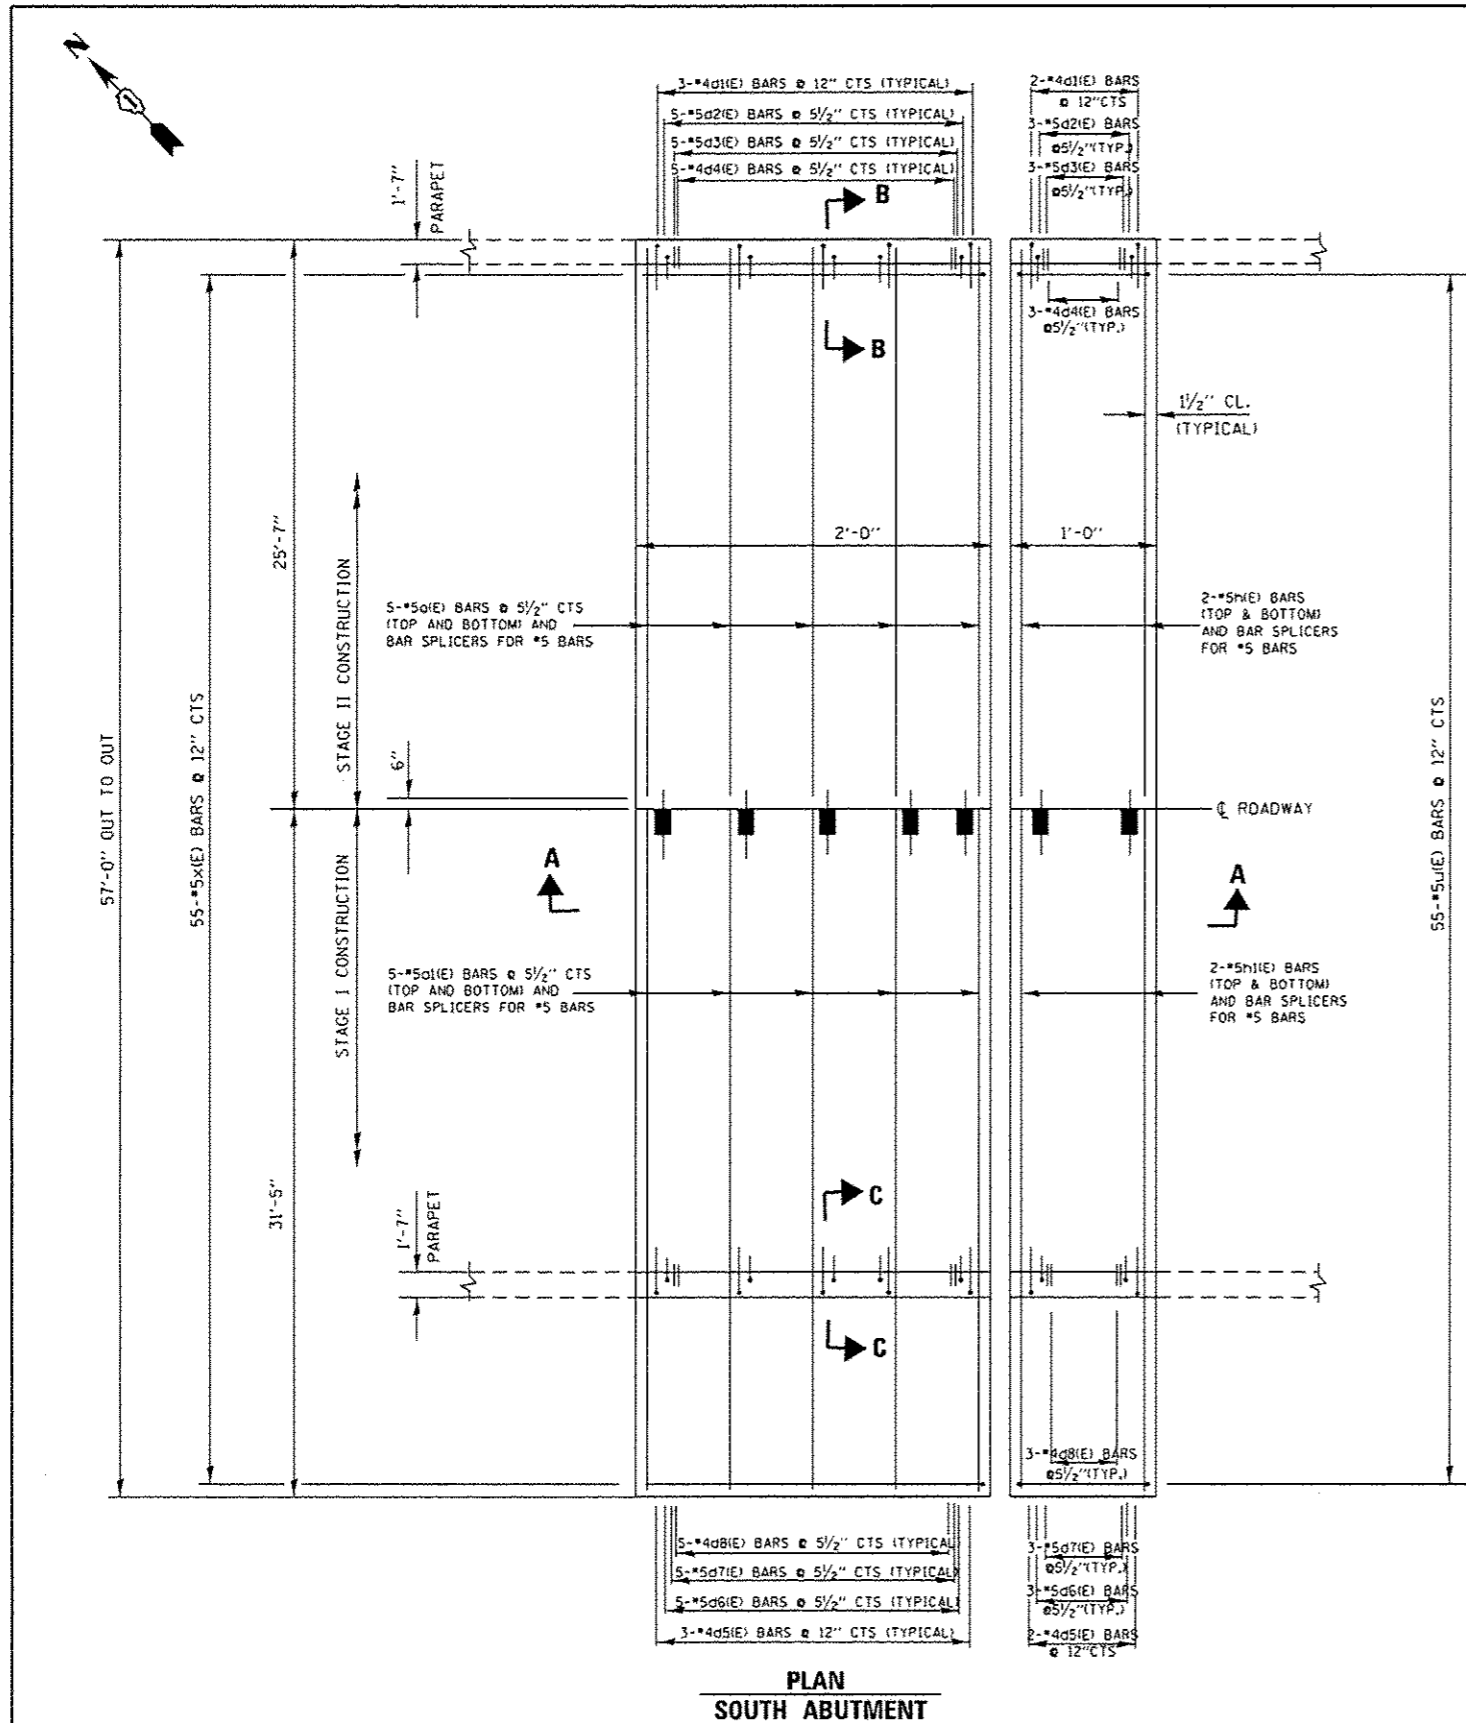 N
3-#4d1(E) BARS @ 12" CTS (TYPICAL)
5-#5d2(E) BARS @ 5½" CTS (TYPICAL)
5-#5d3(E) BARS @ 5½" CTS (TYPICAL)
5-#4d4(E) BARS @ 5½" CTS (TYPICAL)
2-#4d1(E) BARS
@ 12"CTS
3-#5d2(E) BARS
@5½"(TYP.)
3-#5d3(E) BARS
@5½"(TYP.)
1'-7"
PARAPET
B
B
3-#4d4(E) BARS
@5½"(TYP.)
1½" CL.
(TYPICAL)
2'-0"
1'-0"
25'-7"
STAGE II CONSTRUCTION
5-#5a(E) BARS @ 5½" CTS
(TOP AND BOTTOM) AND
BAR SPLICERS FOR #5 BARS
2-#5h(E) BARS
(TOP & BOTTOM)
AND BAR SPLICERS
FOR #5 BARS
57'-0" OUT TO OUT
55-#5x(E) BARS @ 12" CTS
6"
℄ ROADWAY
55-#5u(E) BARS @ 12" CTS
A
A
STAGE I CONSTRUCTION
5-#5a1(E) BARS @ 5½" CTS
(TOP AND BOTTOM) AND
BAR SPLICERS FOR #5 BARS
2-#5h1(E) BARS
(TOP & BOTTOM)
AND BAR SPLICERS
FOR #5 BARS
31'-5"
1'-7"
PARAPET
C
C
3-#4d8(E) BARS
@5½"(TYP.)
5-#4d8(E) BARS @ 5½" CTS (TYPICAL)
5-#5d7(E) BARS @ 5½" CTS (TYPICAL)
5-#5d6(E) BARS @ 5½" CTS (TYPICAL)
3-#4d5(E) BARS @ 12" CTS (TYPICAL)
3-#5d7(E) BARS
@5½"(TYP.)
3-#5d6(E) BARS
@5½"(TYP.)
2-#4d5(E) BARS
@ 12"CTS
PLAN
SOUTH ABUTMENT